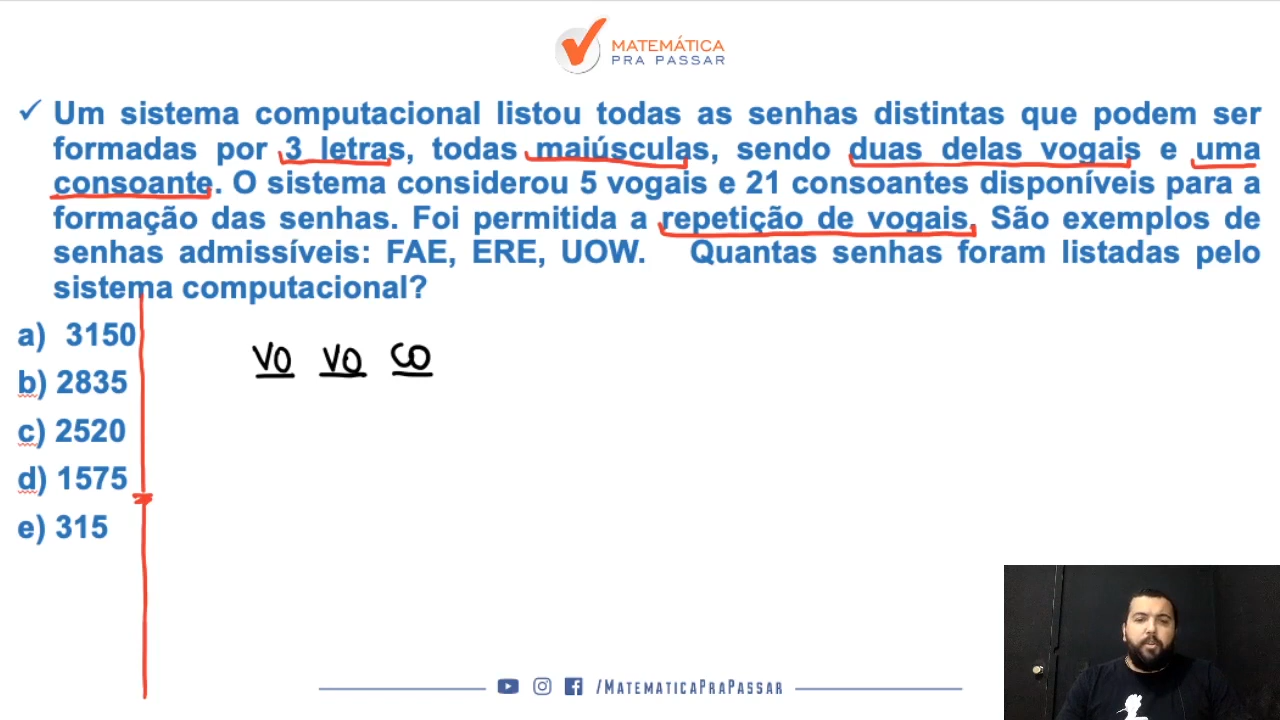 MATEMÁTICA
PRA PASSAR
✓ Um sistema computacional listou todas as senhas distintas que podem ser
formadas por 3 letras, todas maiúsculas, sendo duas delas vogais e uma
consoante. O sistema considerou 5 vogais e 21 consoantes disponíveis para a
formação das senhas. Foi permitida a repetição de vogais. São exemplos de
senhas admissíveis: FAE, ERE, UOW. Quantas senhas foram listadas pelo
sistema computacional?
a) 3150
VO VO CO
b) 2835
c) 2520
d) 1575
e) 315
/MATEMATICAPRAPASSAR